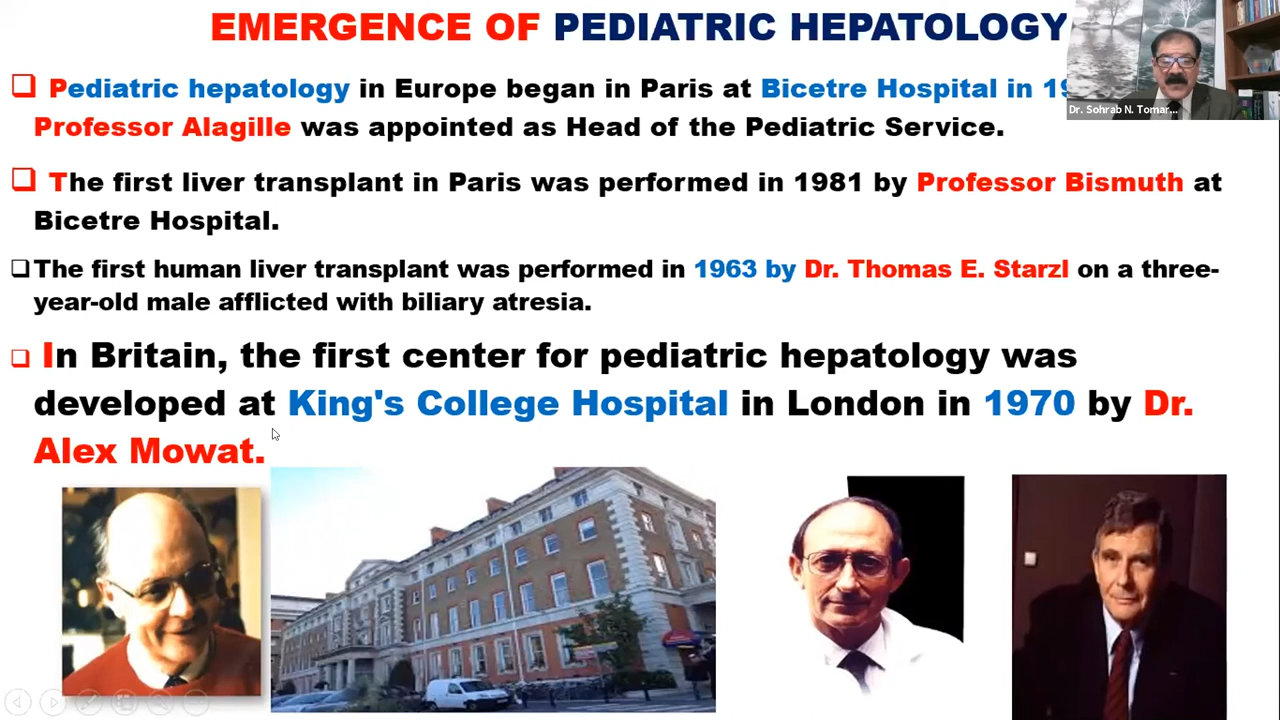 EMERGENCE OF PEDIATRIC HEPATOLOGY
Pediatric hepatology in Europe began in Paris at Bicetre Hospital in
Professor Alagille was appointed as Head of the Pediatric Service.
The first liver transplant in Paris was performed in 1981 by Professor Bismuth at
Bicetre Hospital.
The first human liver transplant was performed in 1963 by Dr. Thomas E. Starzl on a three-
year-old male afflicted with biliary atresia.
In Britain, the first center for pediatric hepatology was
developed at King's College Hospital in London in 1970 by Dr.
Alex Mowat.
Dr. Sohrab N. Tomar...